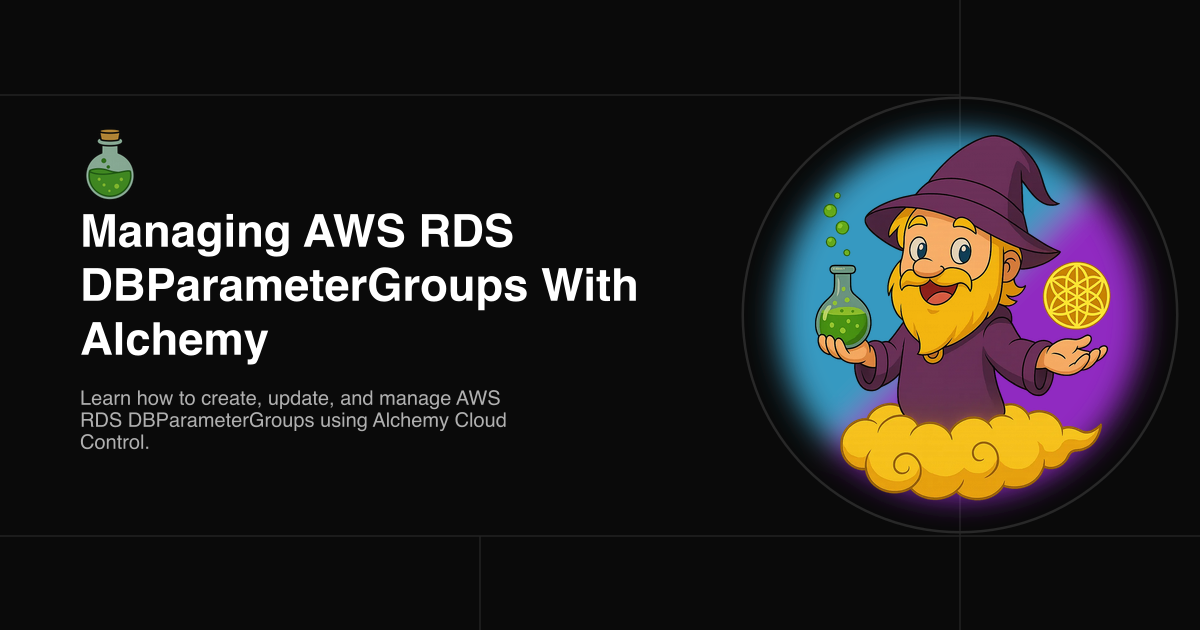 Managing AWS RDS
DBParameterGroups With
Alchemy
Learn how to create, update, and manage AWS
RDS DBParameterGroups using Alchemy Cloud
Control.